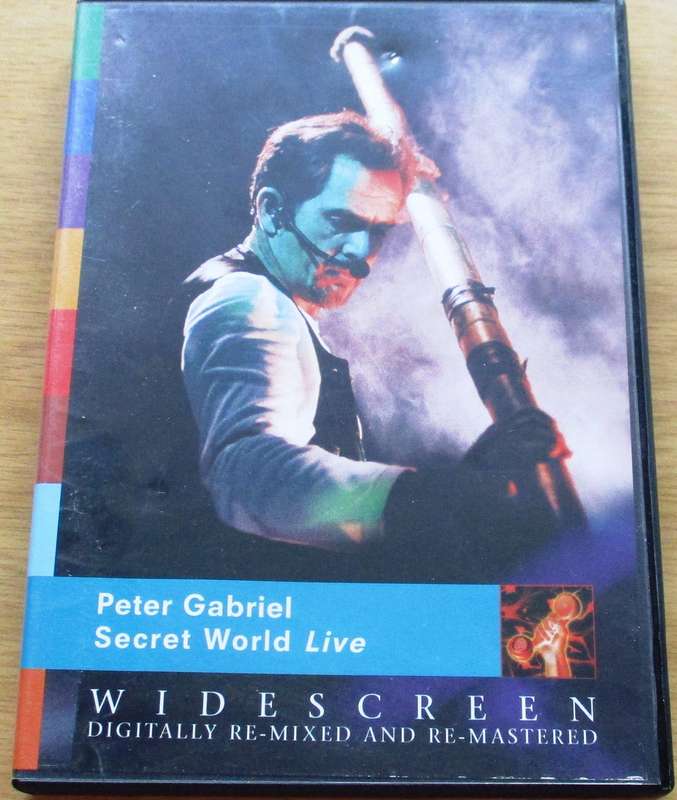 Peter Gabriel
Secret World Live
WIDESCREEN
DIGITALLY RE-MIXED AND RE-MASTERED